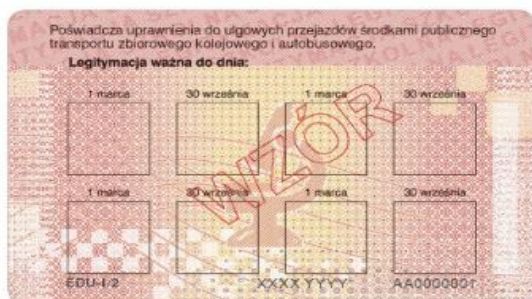 Poświadcza uprawnienia do ulgowych przejazdów środkami publicznego
transportu zbiorowego kolejowego i autobusowego.
Legitymacja ważna do dnia:
1 marca 30 września 1 marca 30 września
WZÓR
1 marca 30 września 1 marca 30 września
EDU-I/2 XXXX YYYY AA0000001